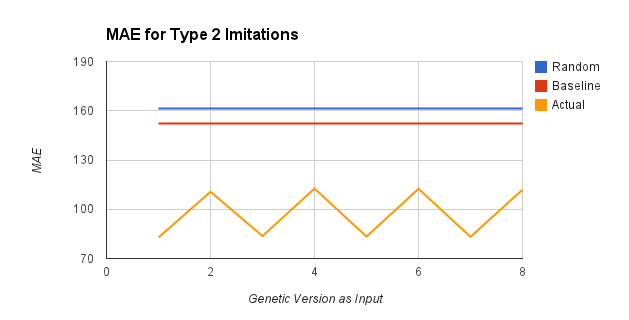 MAE for Type 2 Imitations
190
160
130
100
70
MAE
0 2 4 6 8
Genetic Version as Input
Random
Baseline
Actual